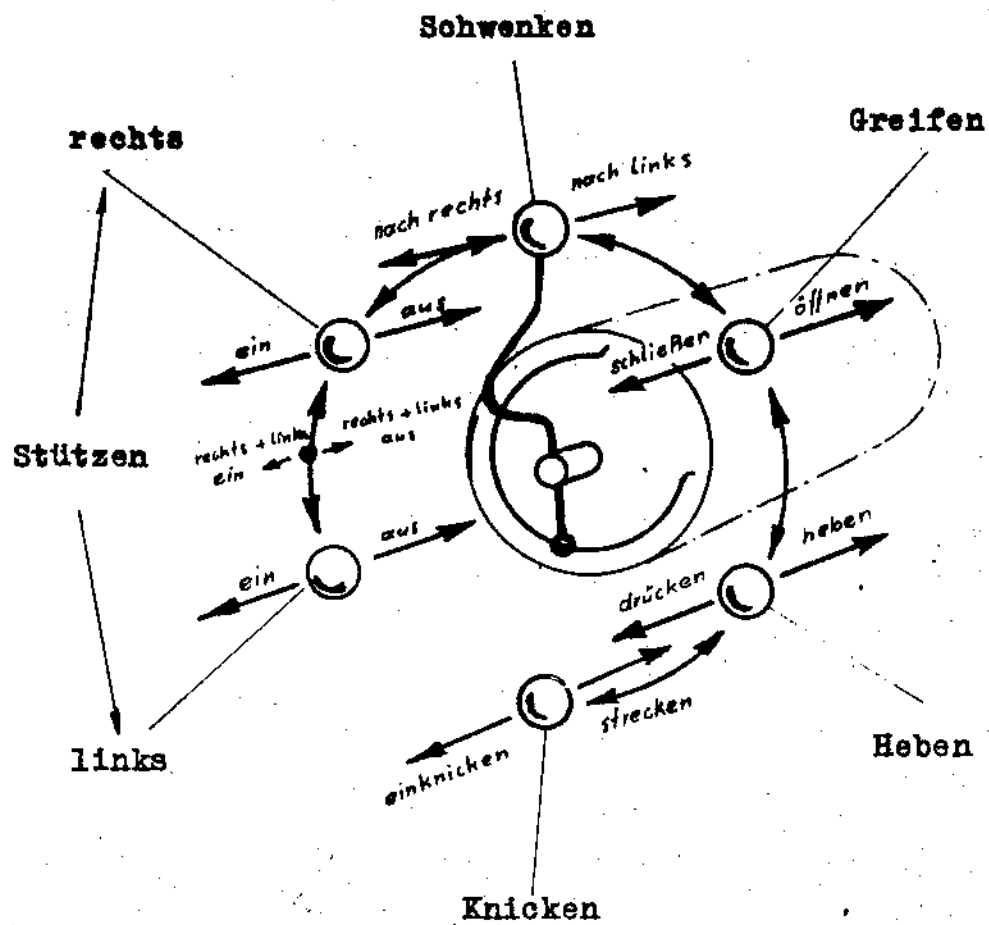 Schwenken
rechts
Greifen
nach rechts
nach links
ein
aus
schließen
öffnen
rechts + links
ein
rechts + links
aus
Stützen
ein
aus
drücken
heben
strecken
einknicken
links
Heben
Knicken